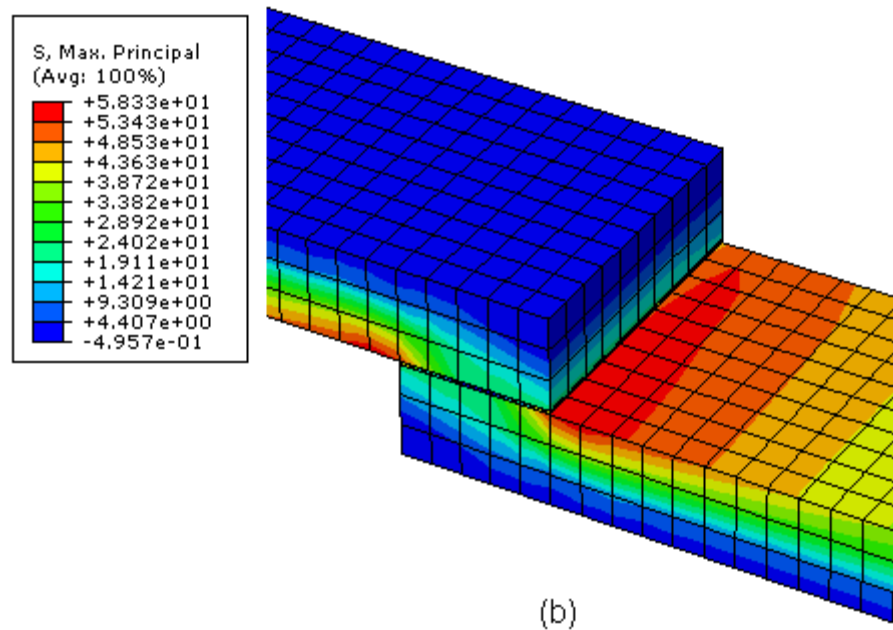 S, Max. Principal
(Avg: 100%)
+5.833e+01
+5.343e+01
+4.853e+01
+4.363e+01
+3.872e+01
+3.382e+01
+2.892e+01
+2.402e+01
+1.911e+01
+1.421e+01
+9.309e+00
+4.407e+00
-4.957e-01
(b)